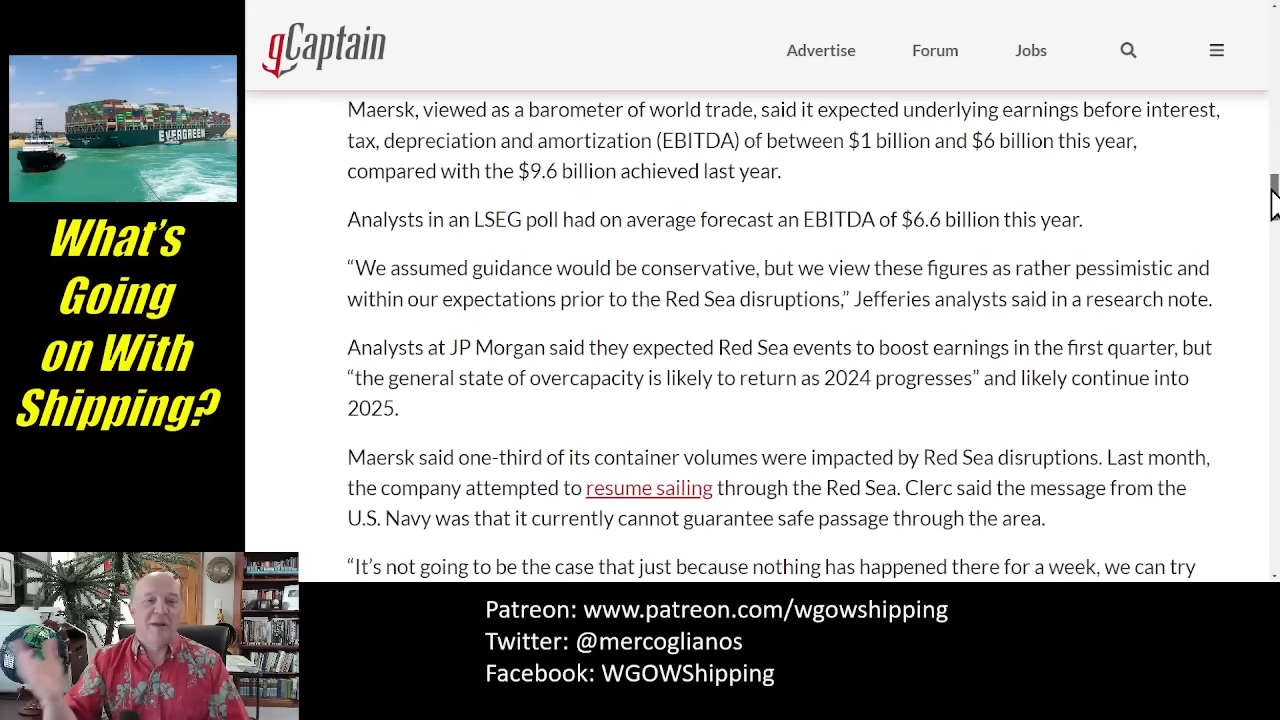 gCaptain
Advertise
Forum
Jobs
EVERGREEN
What's
Going
on With
Shipping?
Maersk, viewed as a barometer of world trade, said it expected underlying earnings before interest,
tax, depreciation and amortization (EBITDA) of between $1 billion and $6 billion this year,
compared with the $9.6 billion achieved last year.
Analysts in an LSEG poll had on average forecast an EBITDA of $6.6 billion this year.
“We assumed guidance would be conservative, but we view these figures as rather pessimistic and
within our expectations prior to the Red Sea disruptions,” Jefferies analysts said in a research note.
Analysts at JP Morgan said they expected Red Sea events to boost earnings in the first quarter, but
“the general state of overcapacity is likely to return as 2024 progresses” and likely continue into
2025.
Maersk said one-third of its container volumes were impacted by Red Sea disruptions. Last month,
the company attempted to resume sailing through the Red Sea. Clerc said the message from the
U.S. Navy was that it currently cannot guarantee safe passage through the area.
“It’s not going to be the case that just because nothing has happened there for a week, we can try
Patreon: www.patreon.com/wgowshipping
Twitter: @mercoglianos
Facebook: WGOWShipping